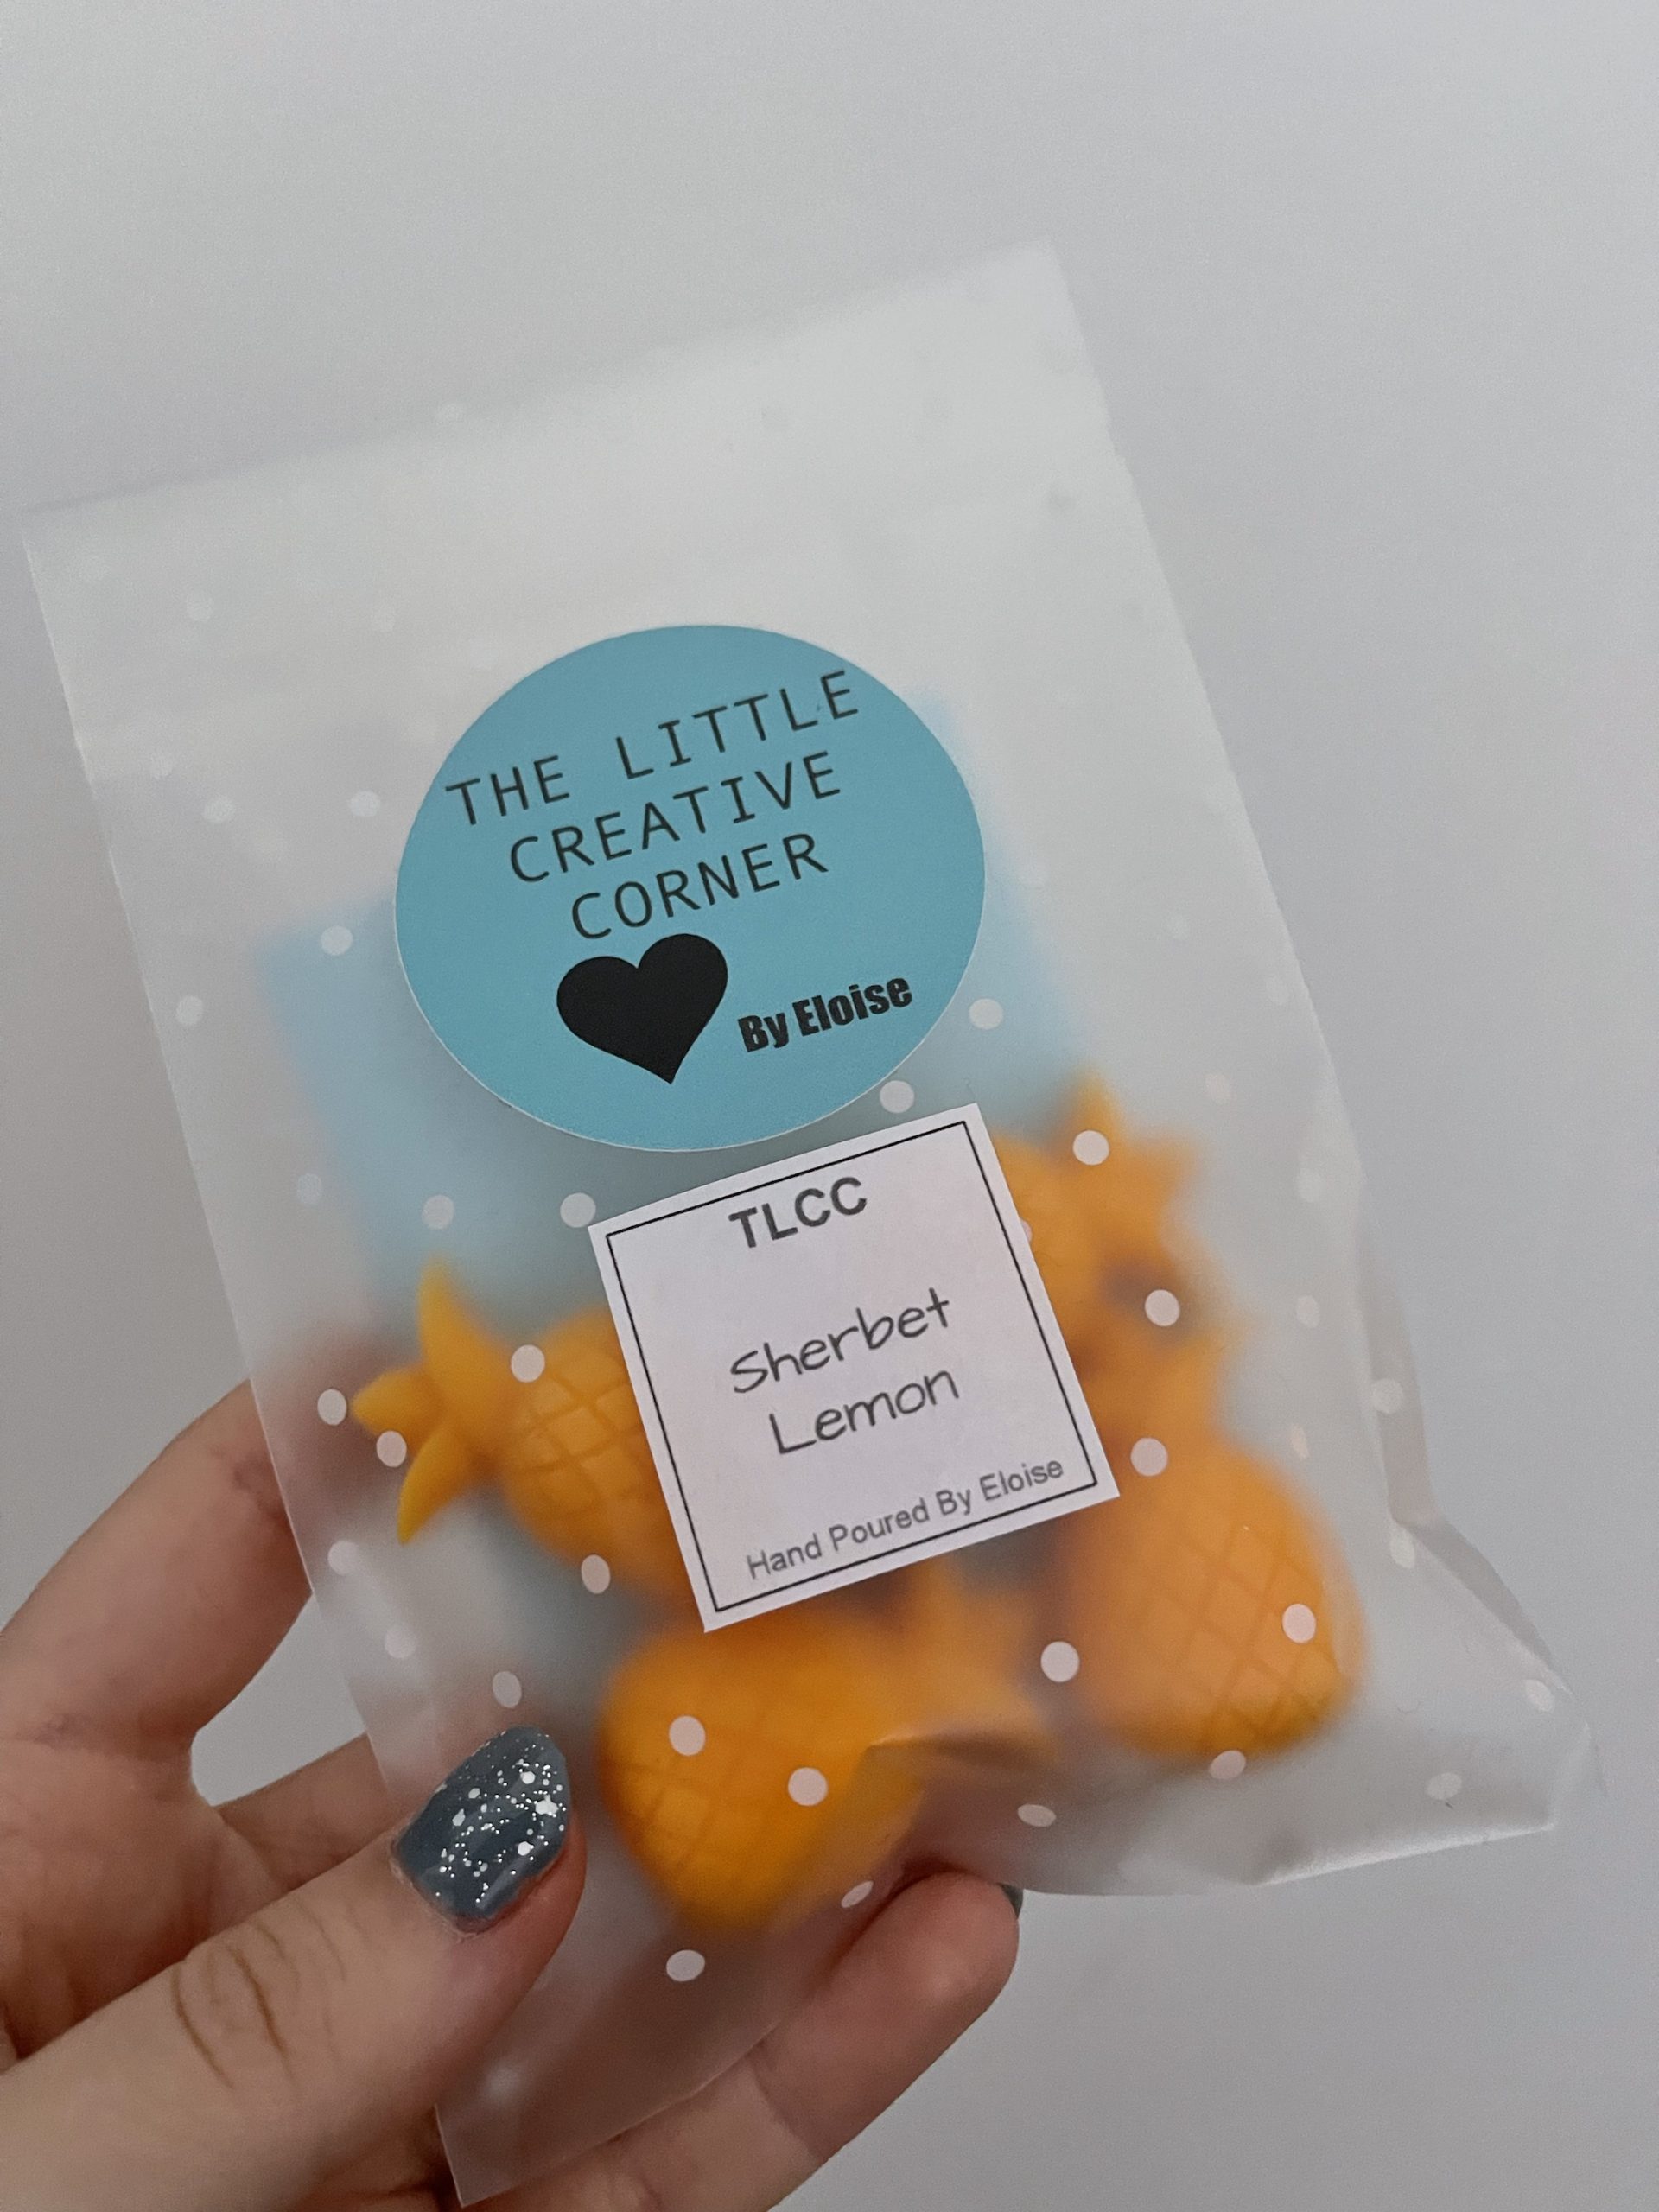 THE LITTLE
CREATIVE
CORNER
By Eloise
TLCC
Sherbet
Lemon
Hand Poured By Eloise